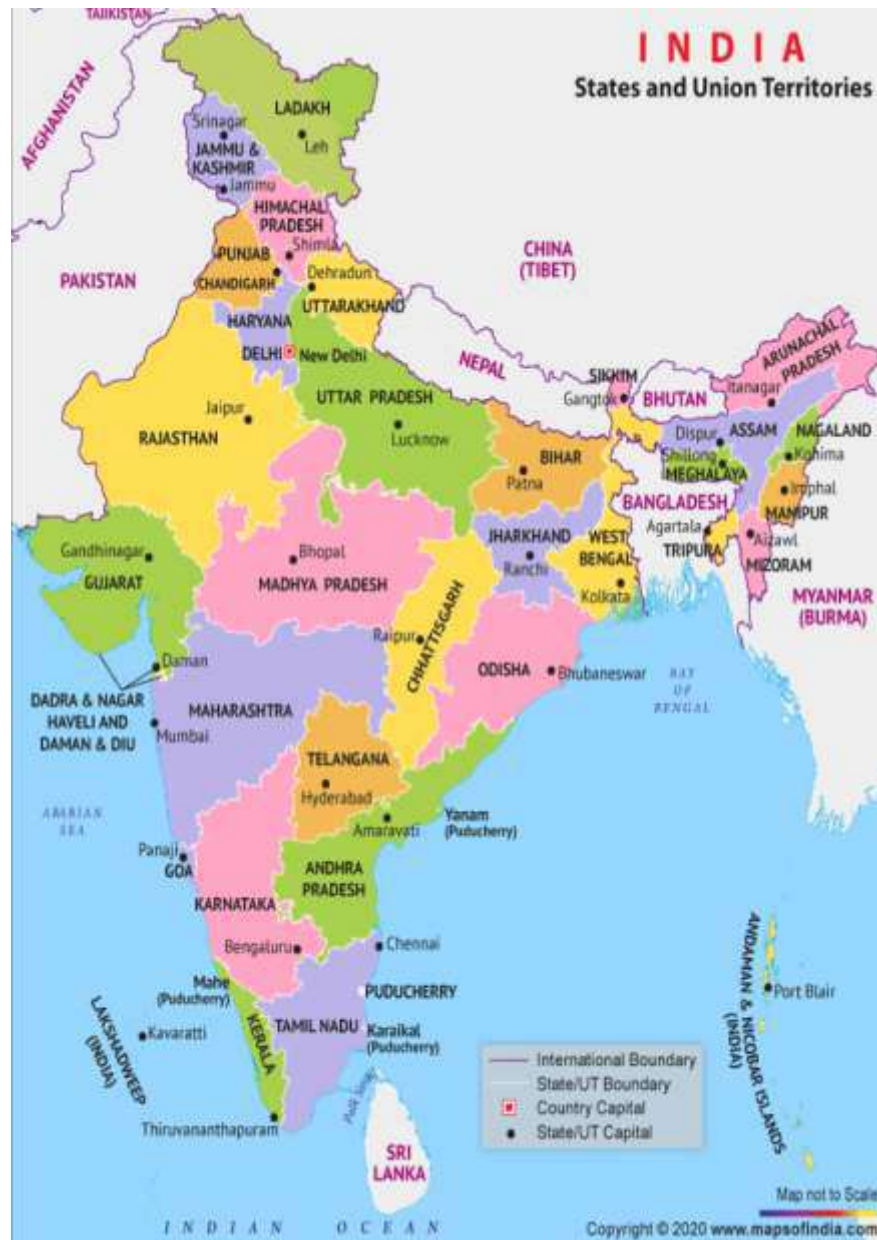 TAJIKISTAN
INDIA
States and Union Territories
AFGHANISTAN
LADAKH
Srinagar
Leh
JAMMU &
KASHMIR
Jammu
HIMACHAL
PRADESH
Shimla
PUNJAB
CHANDIGARH
Dehradun
UTTARAKHAND
CHINA
(TIBET)
PAKISTAN
HARYANA
DELHI
New Delhi
NEPAL
SIKKIM
Gangtok
BHUTAN
ARUNACHAL
PRADESH
Itanagar
UTTAR PRADESH
Lucknow
Jaipur
RAJASTHAN
BIHAR
Patna
Dispur
ASSAM
NAGALAND
Shillong
Kohima
MEGHALAYA
BANGLADESH
Imphal
MANIPUR
Agartala
TRIPURA
Aizawl
MIZORAM
MYANMAR
(BURMA)
Gandhinagar
GUJARAT
Bhopal
MADHYA PRADESH
JHARKHAND
Ranchi
WEST
BENGAL
Kolkata
CHHATTISGARH
Raipur
ODISHA
Bhubaneswar
BAY
OF
BENGAL
Daman
DADRA & NAGAR
HAVELI AND
DAMAN & DIU
MAHARASHTRA
Mumbai
TELANGANA
Hyderabad
ARABIAN
SEA
Amaravati
Yanam
(Puducherry)
Panaji
GOA
ANDHRA
PRADESH
KARNATAKA
Bengaluru
Chennai
Mahe
(Puducherry)
PUDUCHERRY
TAMIL NADU
Karaikal
(Puducherry)
KERALA
LAKSHADWEEP
(INDIA)
Kavaratti
Thiruvananthapuram
ANDAMAN & NICOBAR ISLANDS
(INDIA)
Port Blair
SRI
LANKA
International Boundary
State/UT Boundary
Country Capital
State/UT Capital
INDIAN OCEAN
Map not to Scale
Copyright © 2020 www.mapsofindia.com